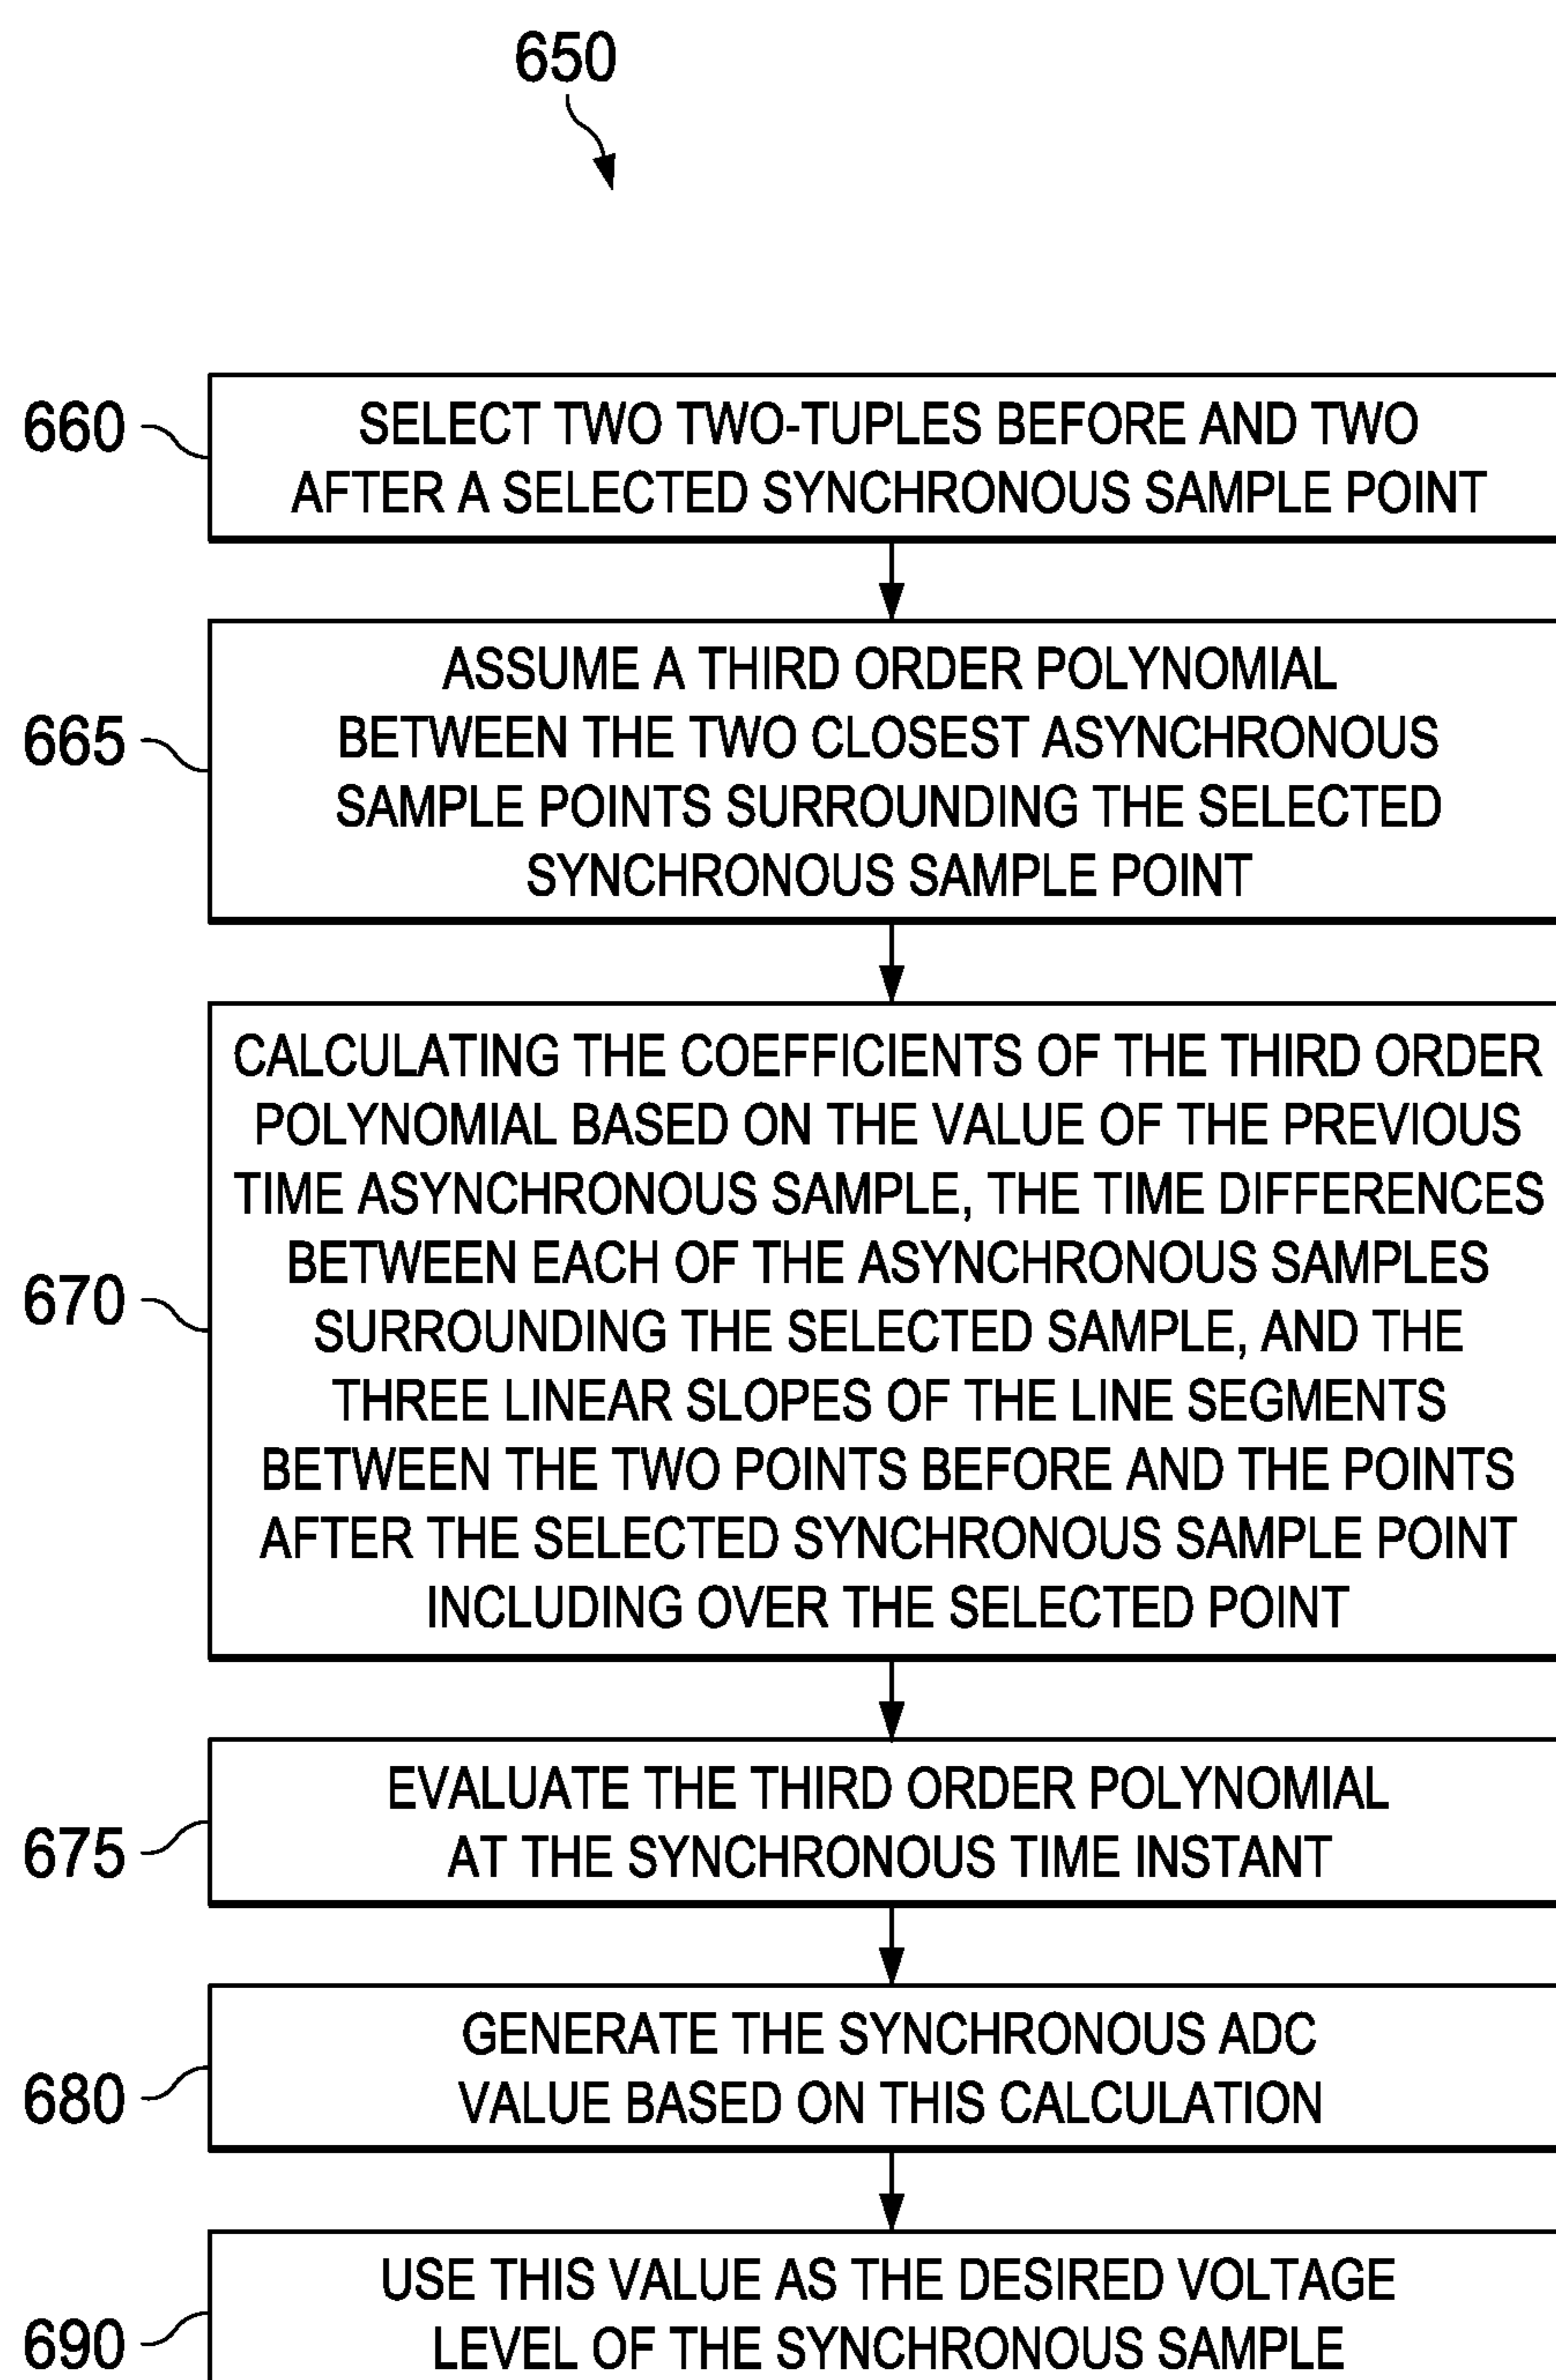 650
660
SELECT TWO TWO-TUPLES BEFORE AND TWO
AFTER A SELECTED SYNCHRONOUS SAMPLE POINT
665
ASSUME A THIRD ORDER POLYNOMIAL
BETWEEN THE TWO CLOSEST ASYNCHRONOUS
SAMPLE POINTS SURROUNDING THE SELECTED
SYNCHRONOUS SAMPLE POINT
670
CALCULATING THE COEFFICIENTS OF THE THIRD ORDER
POLYNOMIAL BASED ON THE VALUE OF THE PREVIOUS
TIME ASYNCHRONOUS SAMPLE, THE TIME DIFFERENCES
BETWEEN EACH OF THE ASYNCHRONOUS SAMPLES
SURROUNDING THE SELECTED SAMPLE, AND THE
THREE LINEAR SLOPES OF THE LINE SEGMENTS
BETWEEN THE TWO POINTS BEFORE AND THE POINTS
AFTER THE SELECTED SYNCHRONOUS SAMPLE POINT
INCLUDING OVER THE SELECTED POINT
675
EVALUATE THE THIRD ORDER POLYNOMIAL
AT THE SYNCHRONOUS TIME INSTANT
680
GENERATE THE SYNCHRONOUS ADC
VALUE BASED ON THIS CALCULATION
690
USE THIS VALUE AS THE DESIRED VOLTAGE
LEVEL OF THE SYNCHRONOUS SAMPLE